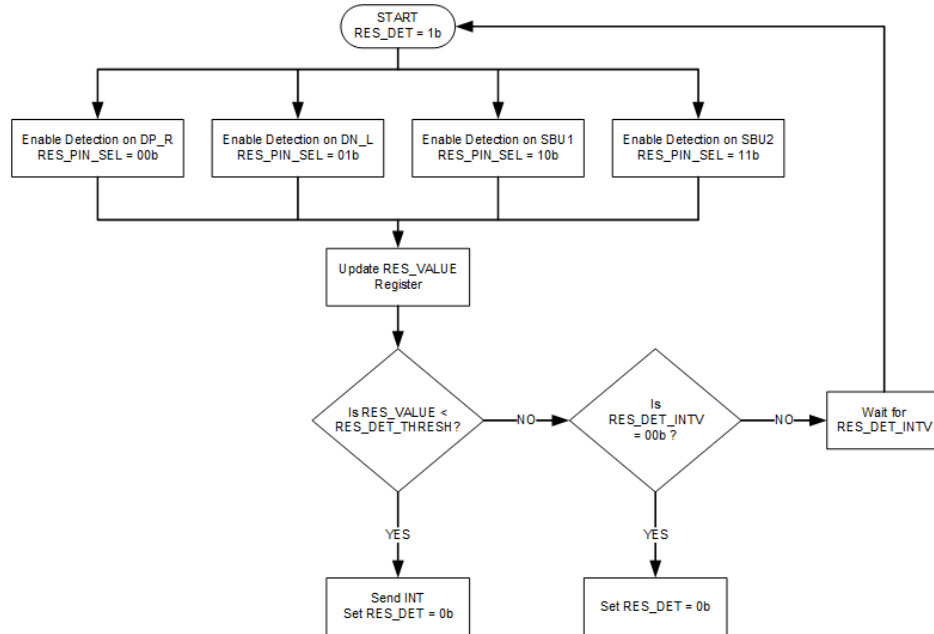 START
RES_DET = 1b
Enable Detection on DP_R
RES_PIN_SEL = 00b
Enable Detection on DN_L
RES_PIN_SEL = 01b
Enable Detection on SBU1
RES_PIN_SEL = 10b
Enable Detection on SBU2
RES_PIN_SEL = 11b
Update RES_VALUE
Register
Is RES_VALUE <
RES_DET_THRESH?
NO
Is
RES_DET_INTV
= 00b ?
NO
Wait for
RES_DET_INTV
YES
YES
Send INT
Set RES_DET = 0b
Set RES_DET = 0b